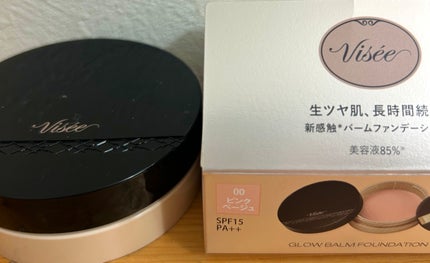 Visée
Visée
生ツヤ肌、長時間続
新感触*バームファンデーシ
美容液85%*
00
ピンク
ベージュ
SPF15
PA++
GLOW BALM FOUNDATION